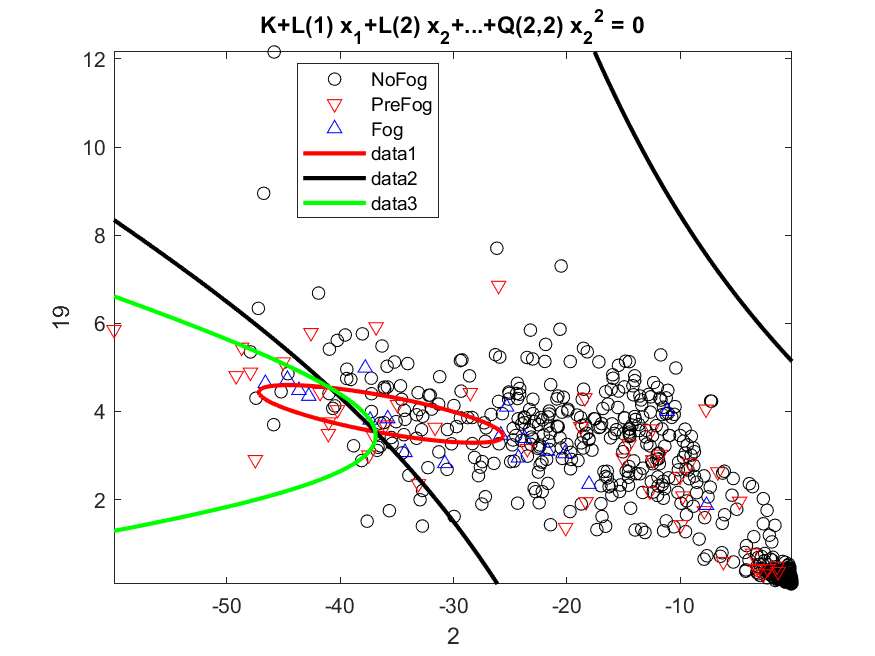 K+L(1) x1+L(2) x2+...+Q(2,2) x2^2 = 0
12
10
8
6
4
2
19
NoFog
PreFog
Fog
data1
data2
data3
-50
-40
-30
-20
-10
2